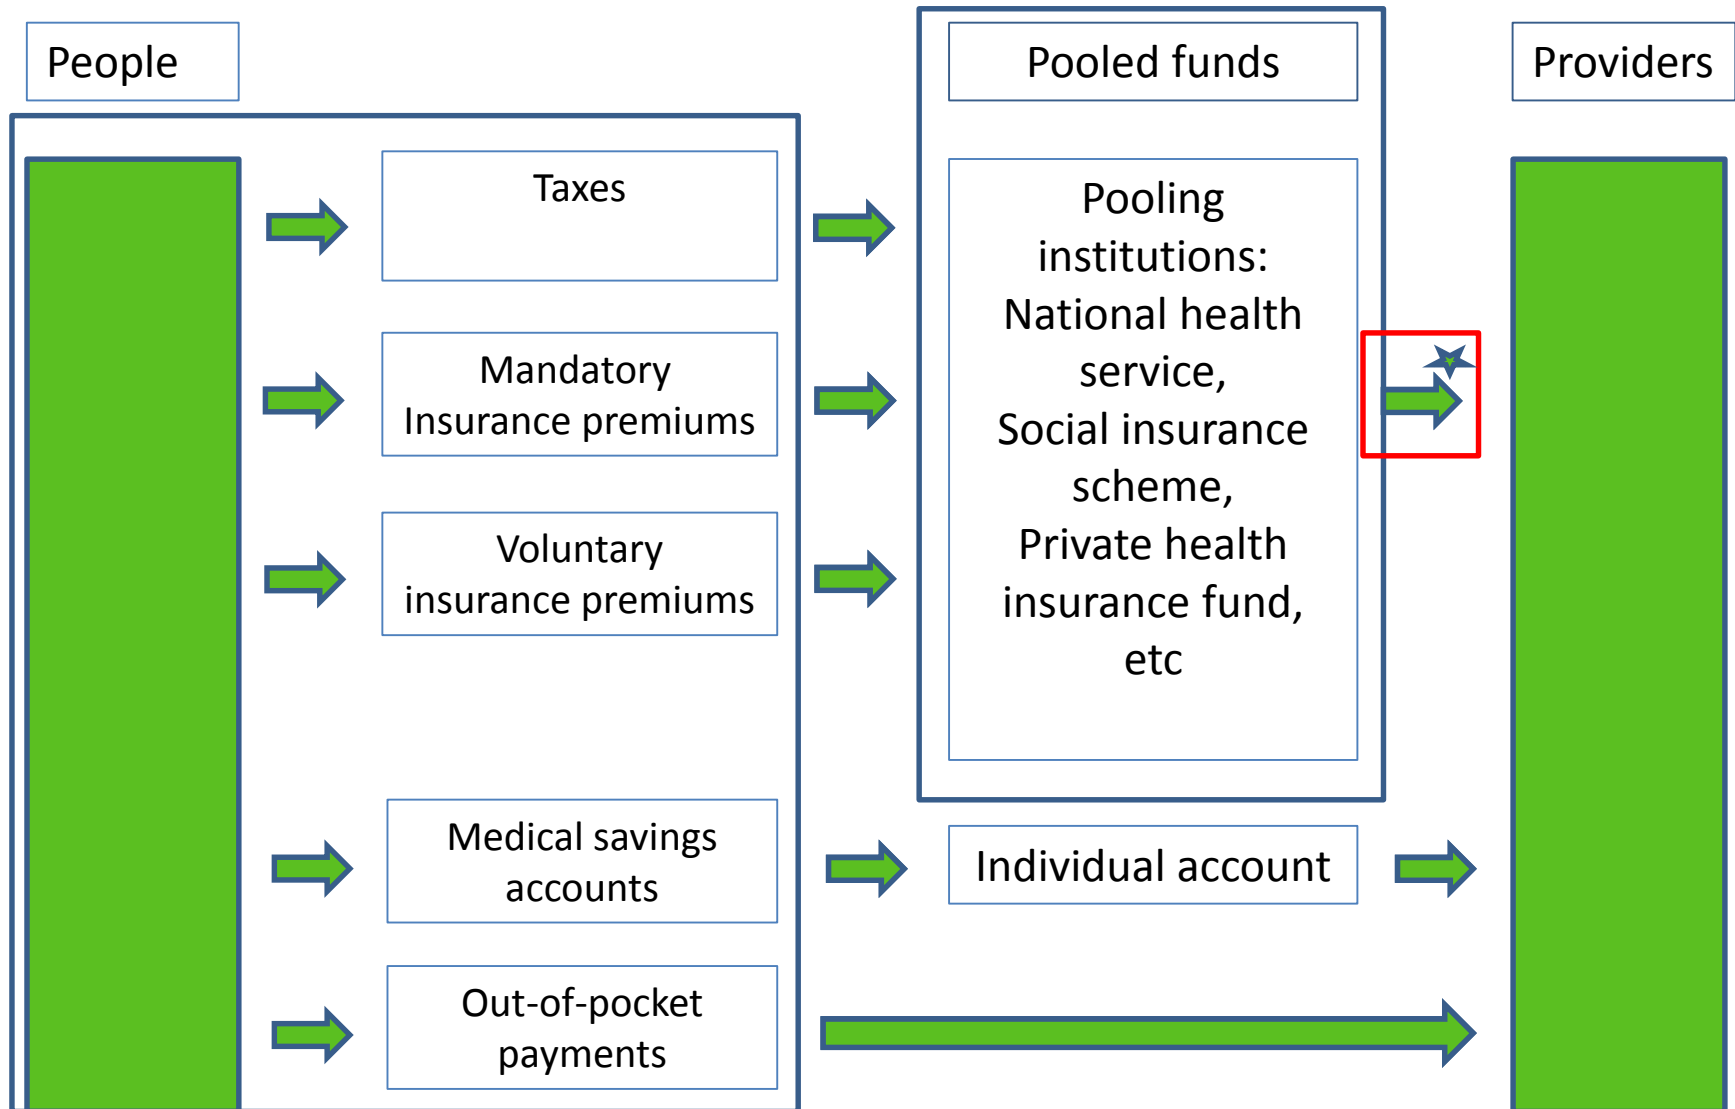 People
Pooled funds
Providers
Taxes
Mandatory
Insurance premiums
Voluntary
insurance premiums
Medical savings
accounts
Out-of-pocket
payments
Pooling
institutions:
National health
service,
Social insurance
scheme,
Private health
insurance fund,
etc
Individual account